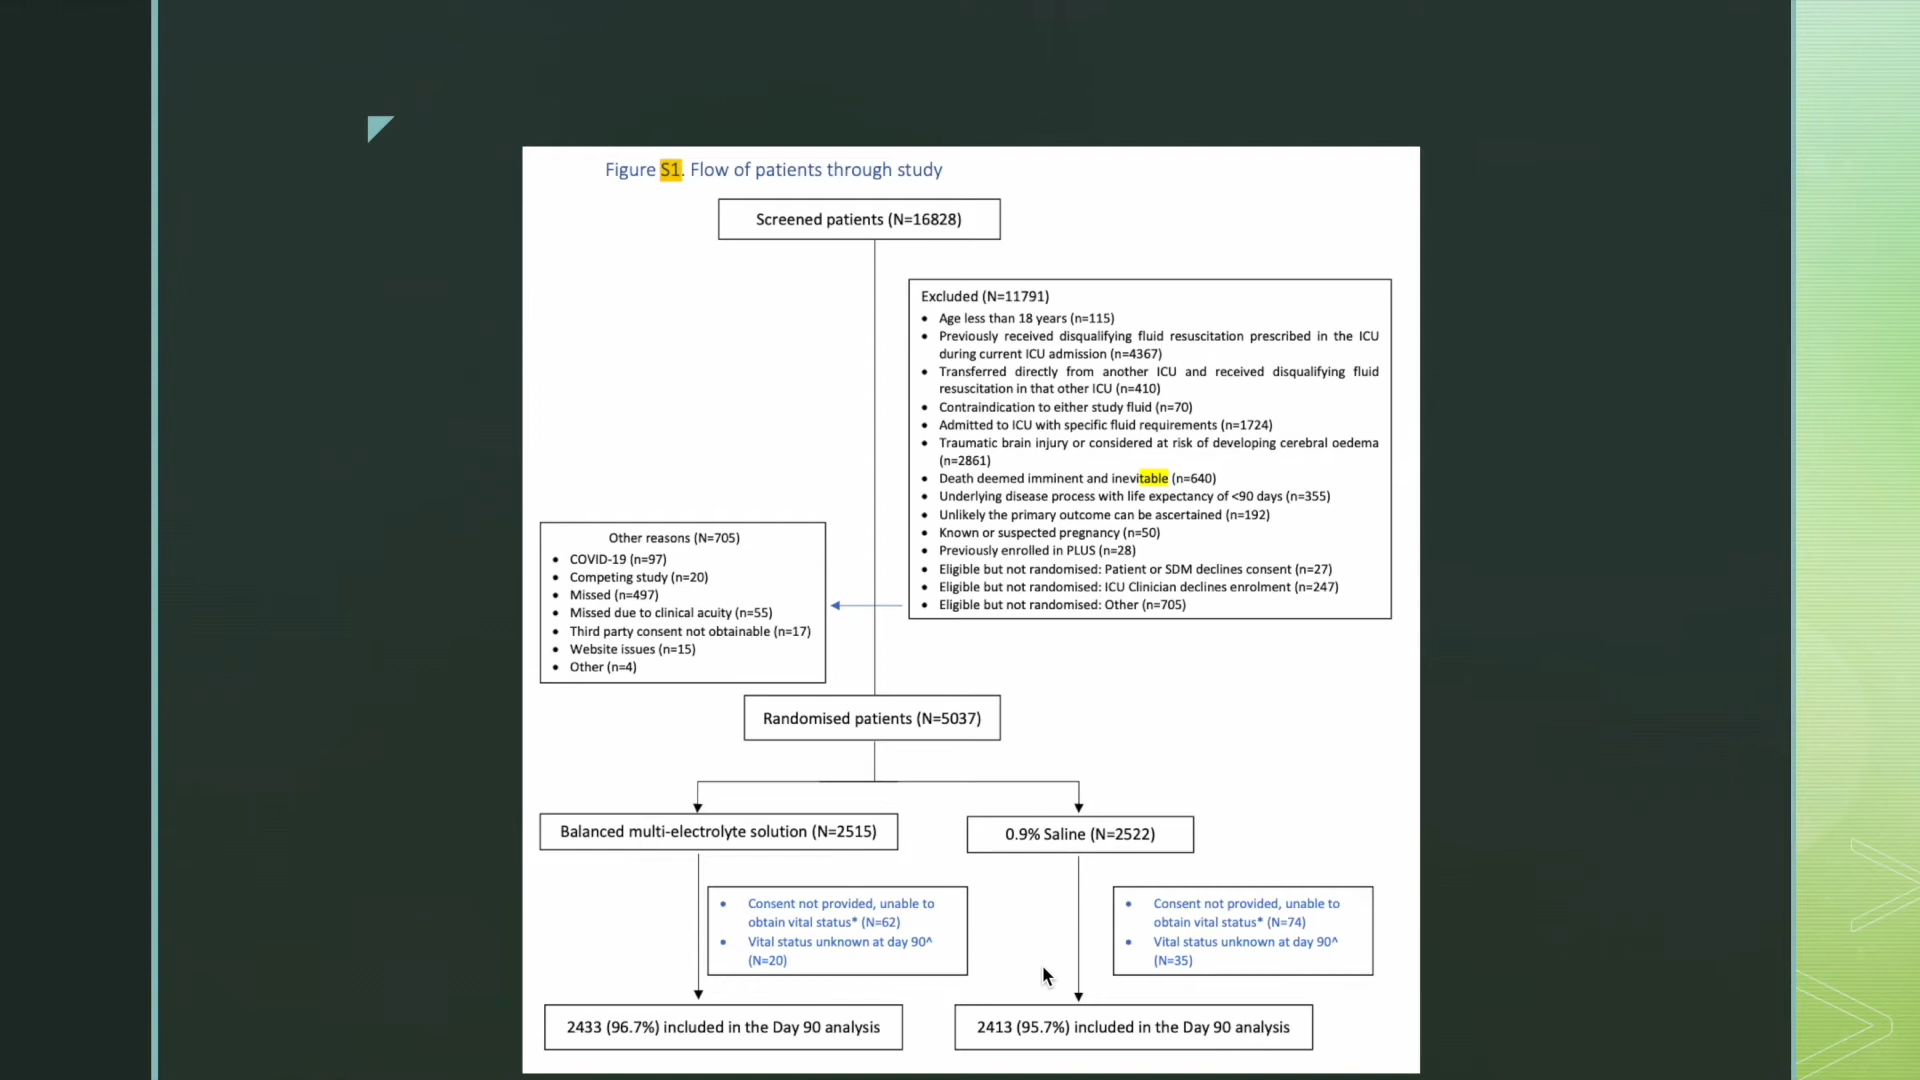 Figure S1. Flow of patients through study
Screened patients (N=16828)
Excluded (N=11791)
• Age less than 18 years (n=115)
• Previously received disqualifying fluid resuscitation prescribed in the ICU
during current ICU admission (n=4367)
• Transferred directly from another ICU and received disqualifying fluid
resuscitation in that other ICU (n=410)
• Contraindication to either study fluid (n=70)
• Admitted to ICU with specific fluid requirements (n=1724)
• Traumatic brain injury or considered at risk of developing cerebral oedema
(n=2861)
• Death deemed imminent and inevitable (n=640)
• Underlying disease process with life expectancy of <90 days (n=355)
• Unlikely the primary outcome can be ascertained (n=192)
• Known or suspected pregnancy (n=50)
• Previously enrolled in PLUS (n=28)
• Eligible but not randomised: Patient or SDM declines consent (n=27)
• Eligible but not randomised: ICU Clinician declines enrolment (n=247)
• Eligible but not randomised: Other (n=705)
Other reasons (N=705)
• COVID-19 (n=97)
• Competing study (n=20)
• Missed (n=497)
• Missed due to clinical acuity (n=55)
• Third party consent not obtainable (n=17)
• Website issues (n=15)
• Other (n=4)
Randomised patients (N=5037)
Balanced multi-electrolyte solution (N=2515)
0.9% Saline (N=2522)
• Consent not provided, unable to
obtain vital status* (N=62)
• Vital status unknown at day 90^
(N=20)
• Consent not provided, unable to
obtain vital status* (N=74)
• Vital status unknown at day 90^
(N=35)
2433 (96.7%) included in the Day 90 analysis
2413 (95.7%) included in the Day 90 analysis